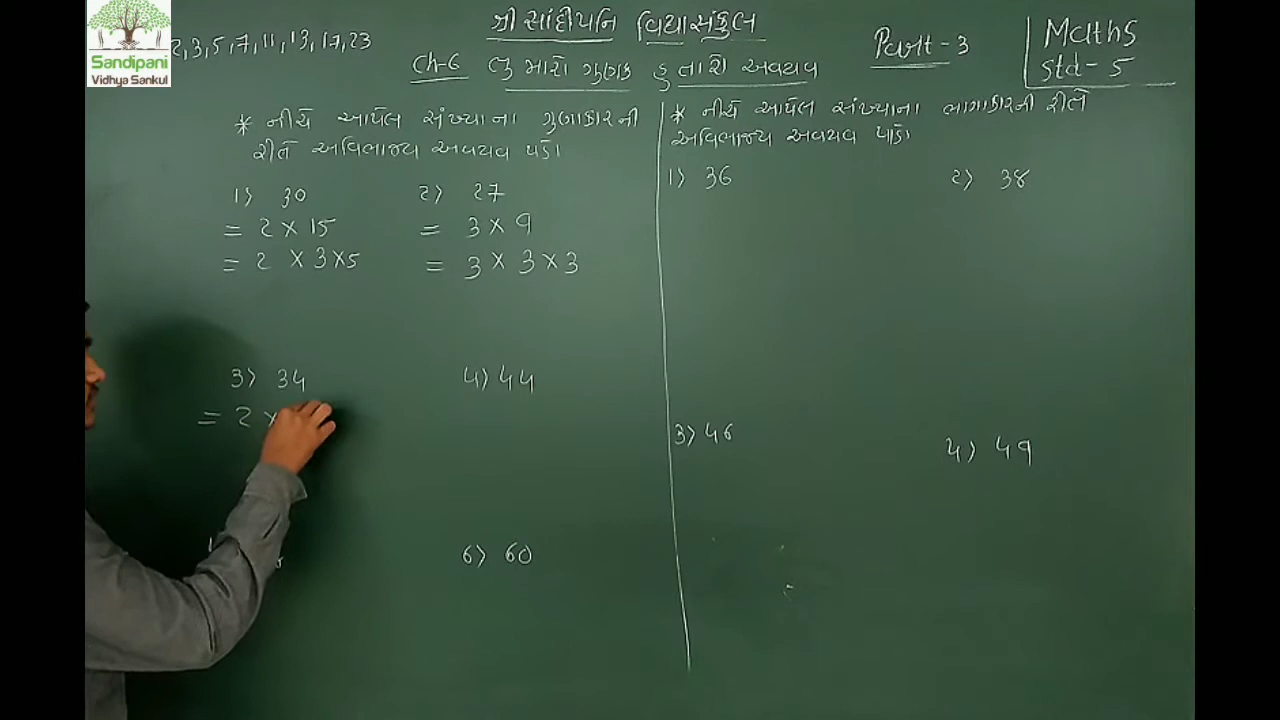 Sandipani
Vidhya Sankul
2,3,5,7,11,13,17,23
શ્રી સાંદીપનિ વિદ્યાસંકુલ
Ch-6 તુ મારો ગુણક હુ તારો અવયવ
Part-3
Maths
Std-5
* નીચે આપેલ સંખ્યાના ગુણાકારની
રીતે અવિભાજ્ય અવયવ પાડો
1) 30
= 2 × 15
= 2 × 3×5
2) 27
= 3 × 9
= 3 × 3 × 3
3) 34
= 2 ×
4) 44
6) 60
* નીચે આપેલ સંખ્યાના ભાગાકારની રીતે
અવિભાજ્ય અવયવ પાડો
1) 36
2) 38
3) 46
4) 49